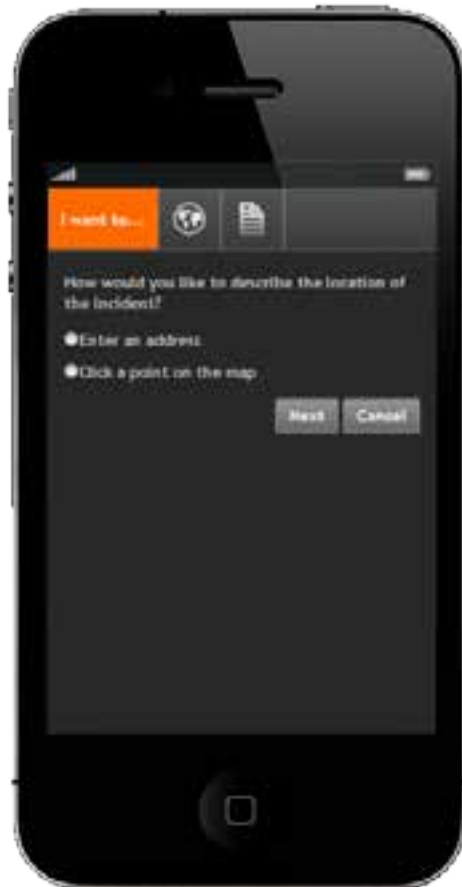 I want to...
How would you like to describe the location of
the incident?
Enter an address
Click a point on the map
Next
Cancel